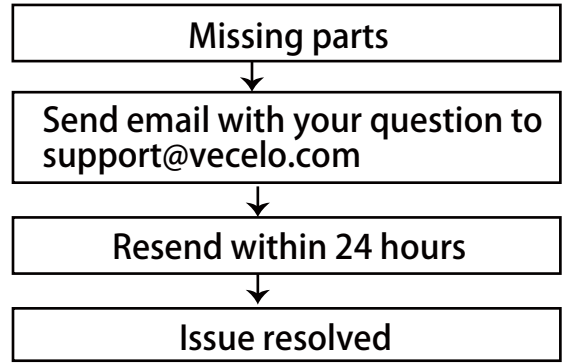 Missing parts
Send email with your question to
support@vecelo.com
Resend within 24 hours
Issue resolved